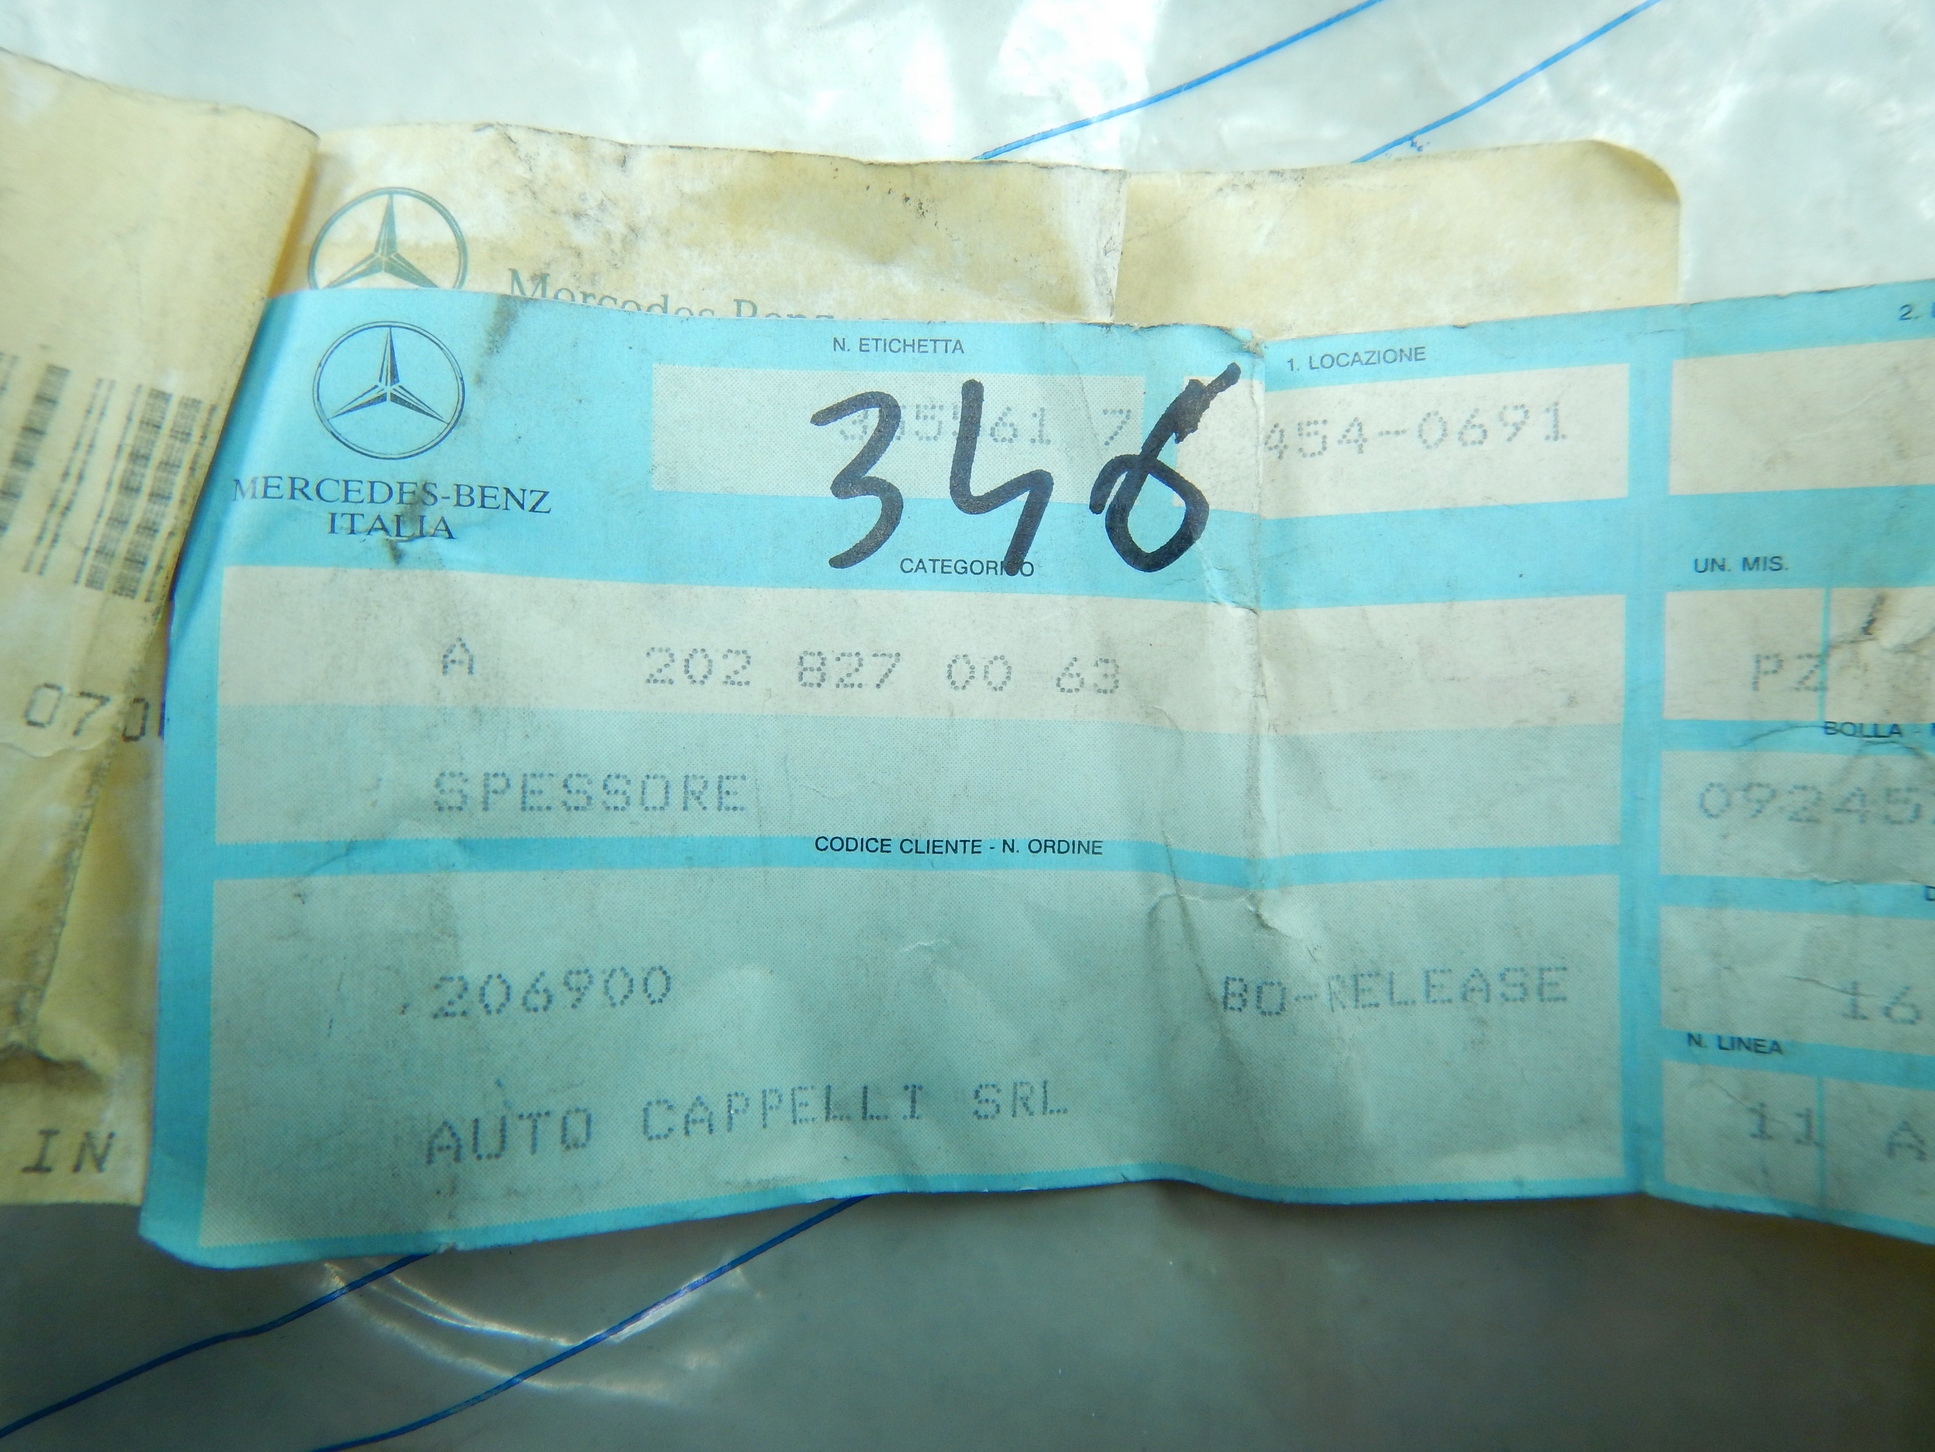 Mercedes-Benz
N. ETICHETTA
1. LOCAZIONE
2.
346
454-0691
MERCEDES-BENZ
ITALIA
CATEGORICO
UN. MIS.
A 202 827 00 63
PZ
070
BOLLA -
SPESSORE
09245
CODICE CLIENTE - N. ORDINE
206900 BO-RELEASE
16
N. LINEA
AUTO CAPPELLI SRL
11 A
IN